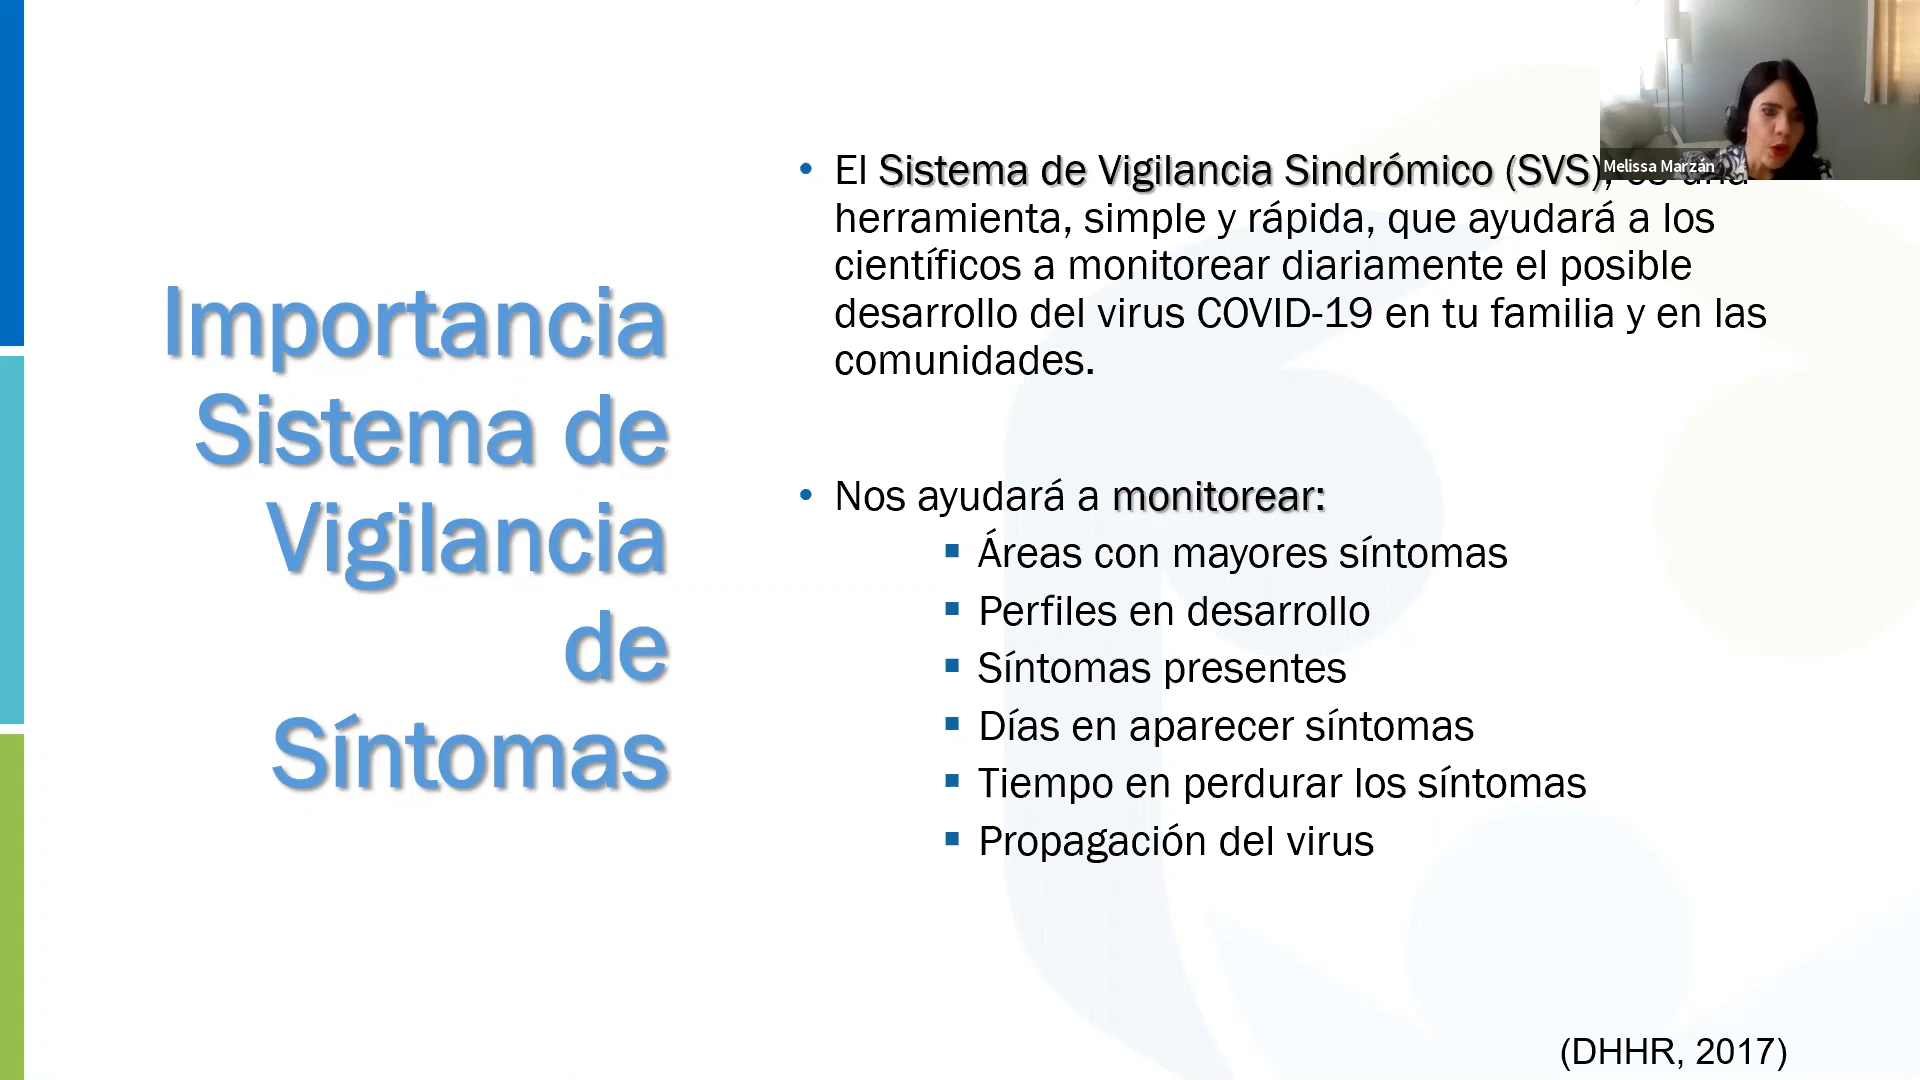 Importancia
Sistema de
Vigilancia
de
Síntomas
• El Sistema de Vigilancia Sindrómico (SVS), es una
herramienta, simple y rápida, que ayudará a los
científicos a monitorear diariamente el posible
desarrollo del virus COVID-19 en tu familia y en las
comunidades.
• Nos ayudará a monitorear:
▪ Áreas con mayores síntomas
▪ Perfiles en desarrollo
▪ Síntomas presentes
▪ Días en aparecer síntomas
▪ Tiempo en perdurar los síntomas
▪ Propagación del virus
(DHHR, 2017)
Melissa Marzán